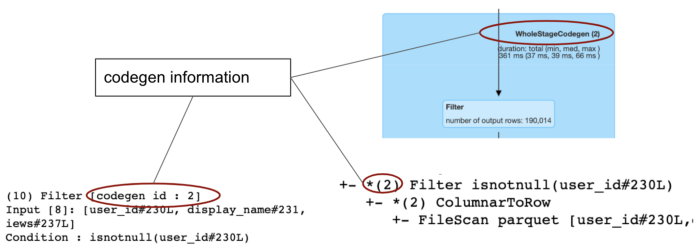 WholeStageCodegen (2)
duration: total (min, med, max )
361 ms (37 ms, 39 ms, 66 ms )
codegen information
Filter
number of output rows: 190,014
(10) Filter [codegen id : 2]
Input [8]: [user_id#230L, display_name#231,
iews#237L]
Condition : isnotnull(user_id#230L)
+- *(2) Filter isnotnull(user_id#230L)
+- *(2) ColumnarToRow
+- FileScan parquet [user_id#230L,